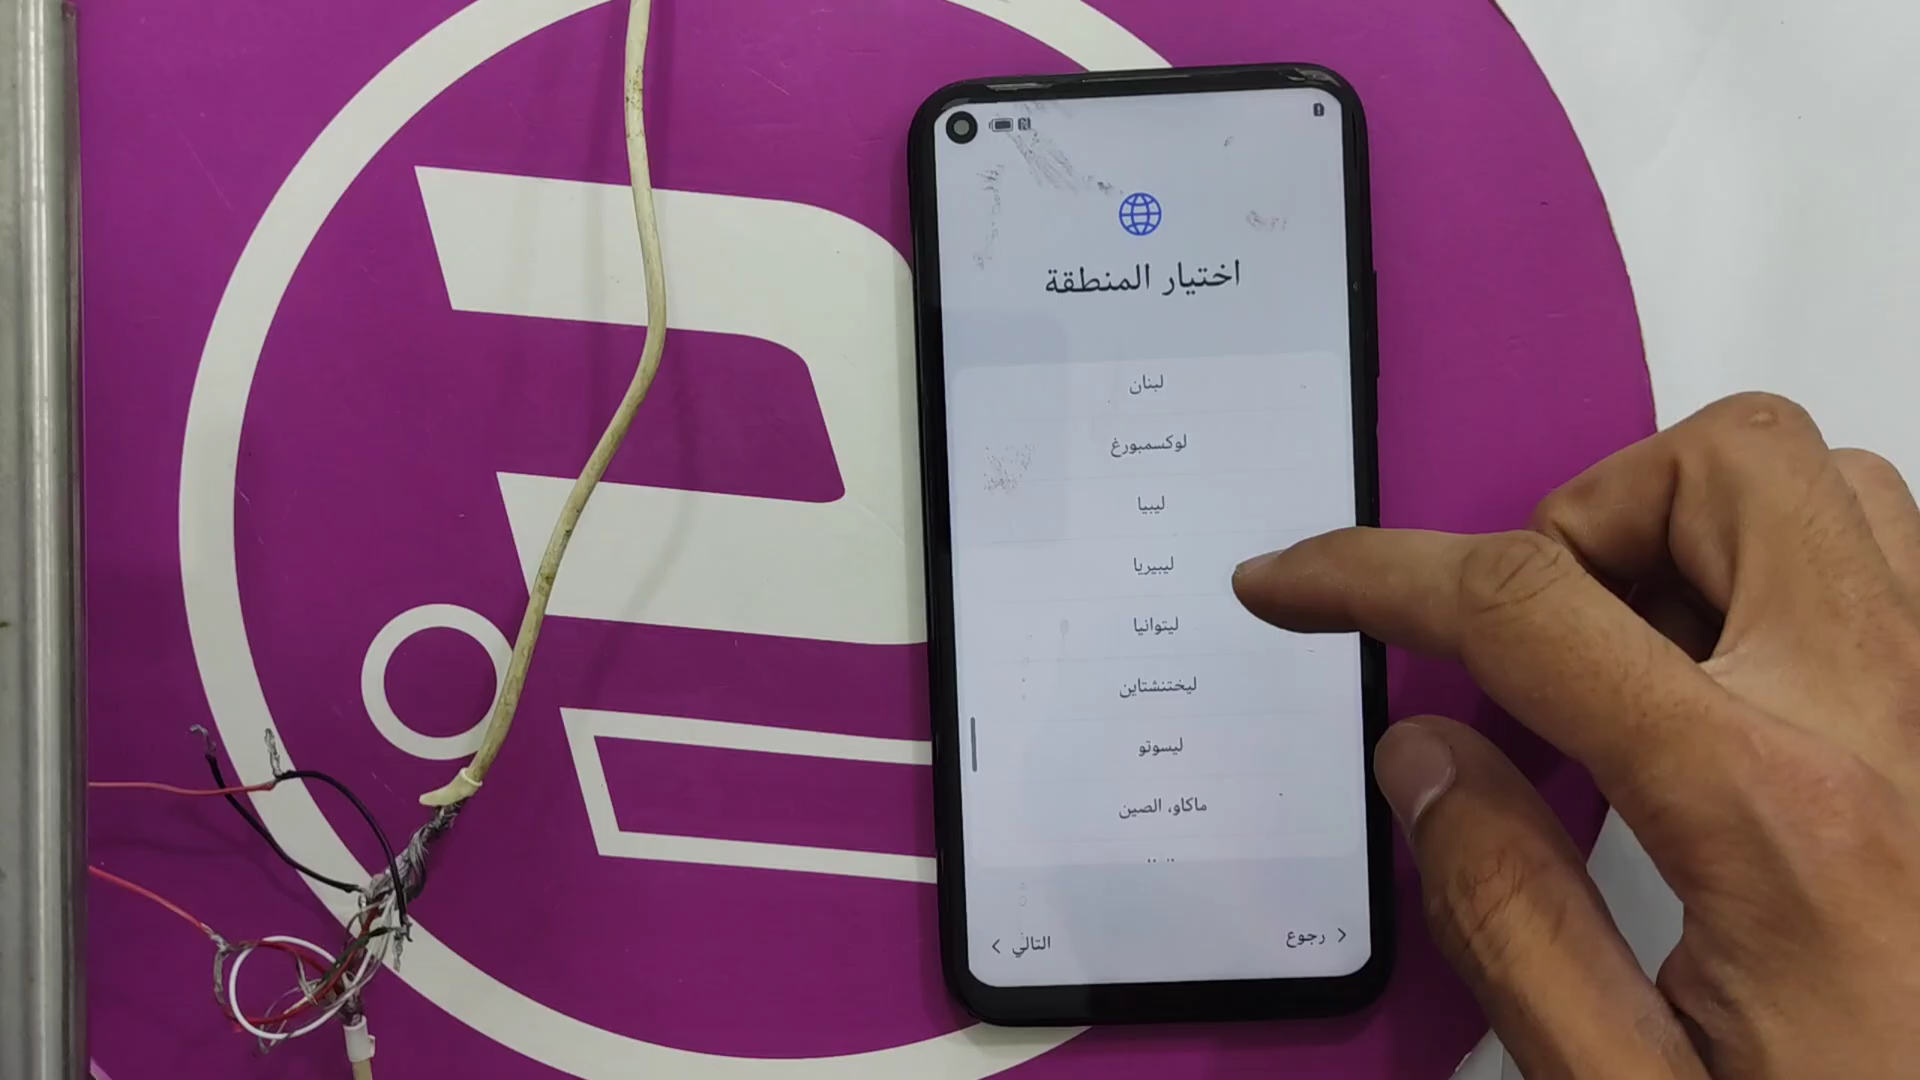 اختيار المنطقة
لبنان
لوكسمبورغ
ليبيا
ليبيريا
ليتوانيا
ليختنشتاين
ليسوتو
ماكاو، الصين
رجوع
التالي